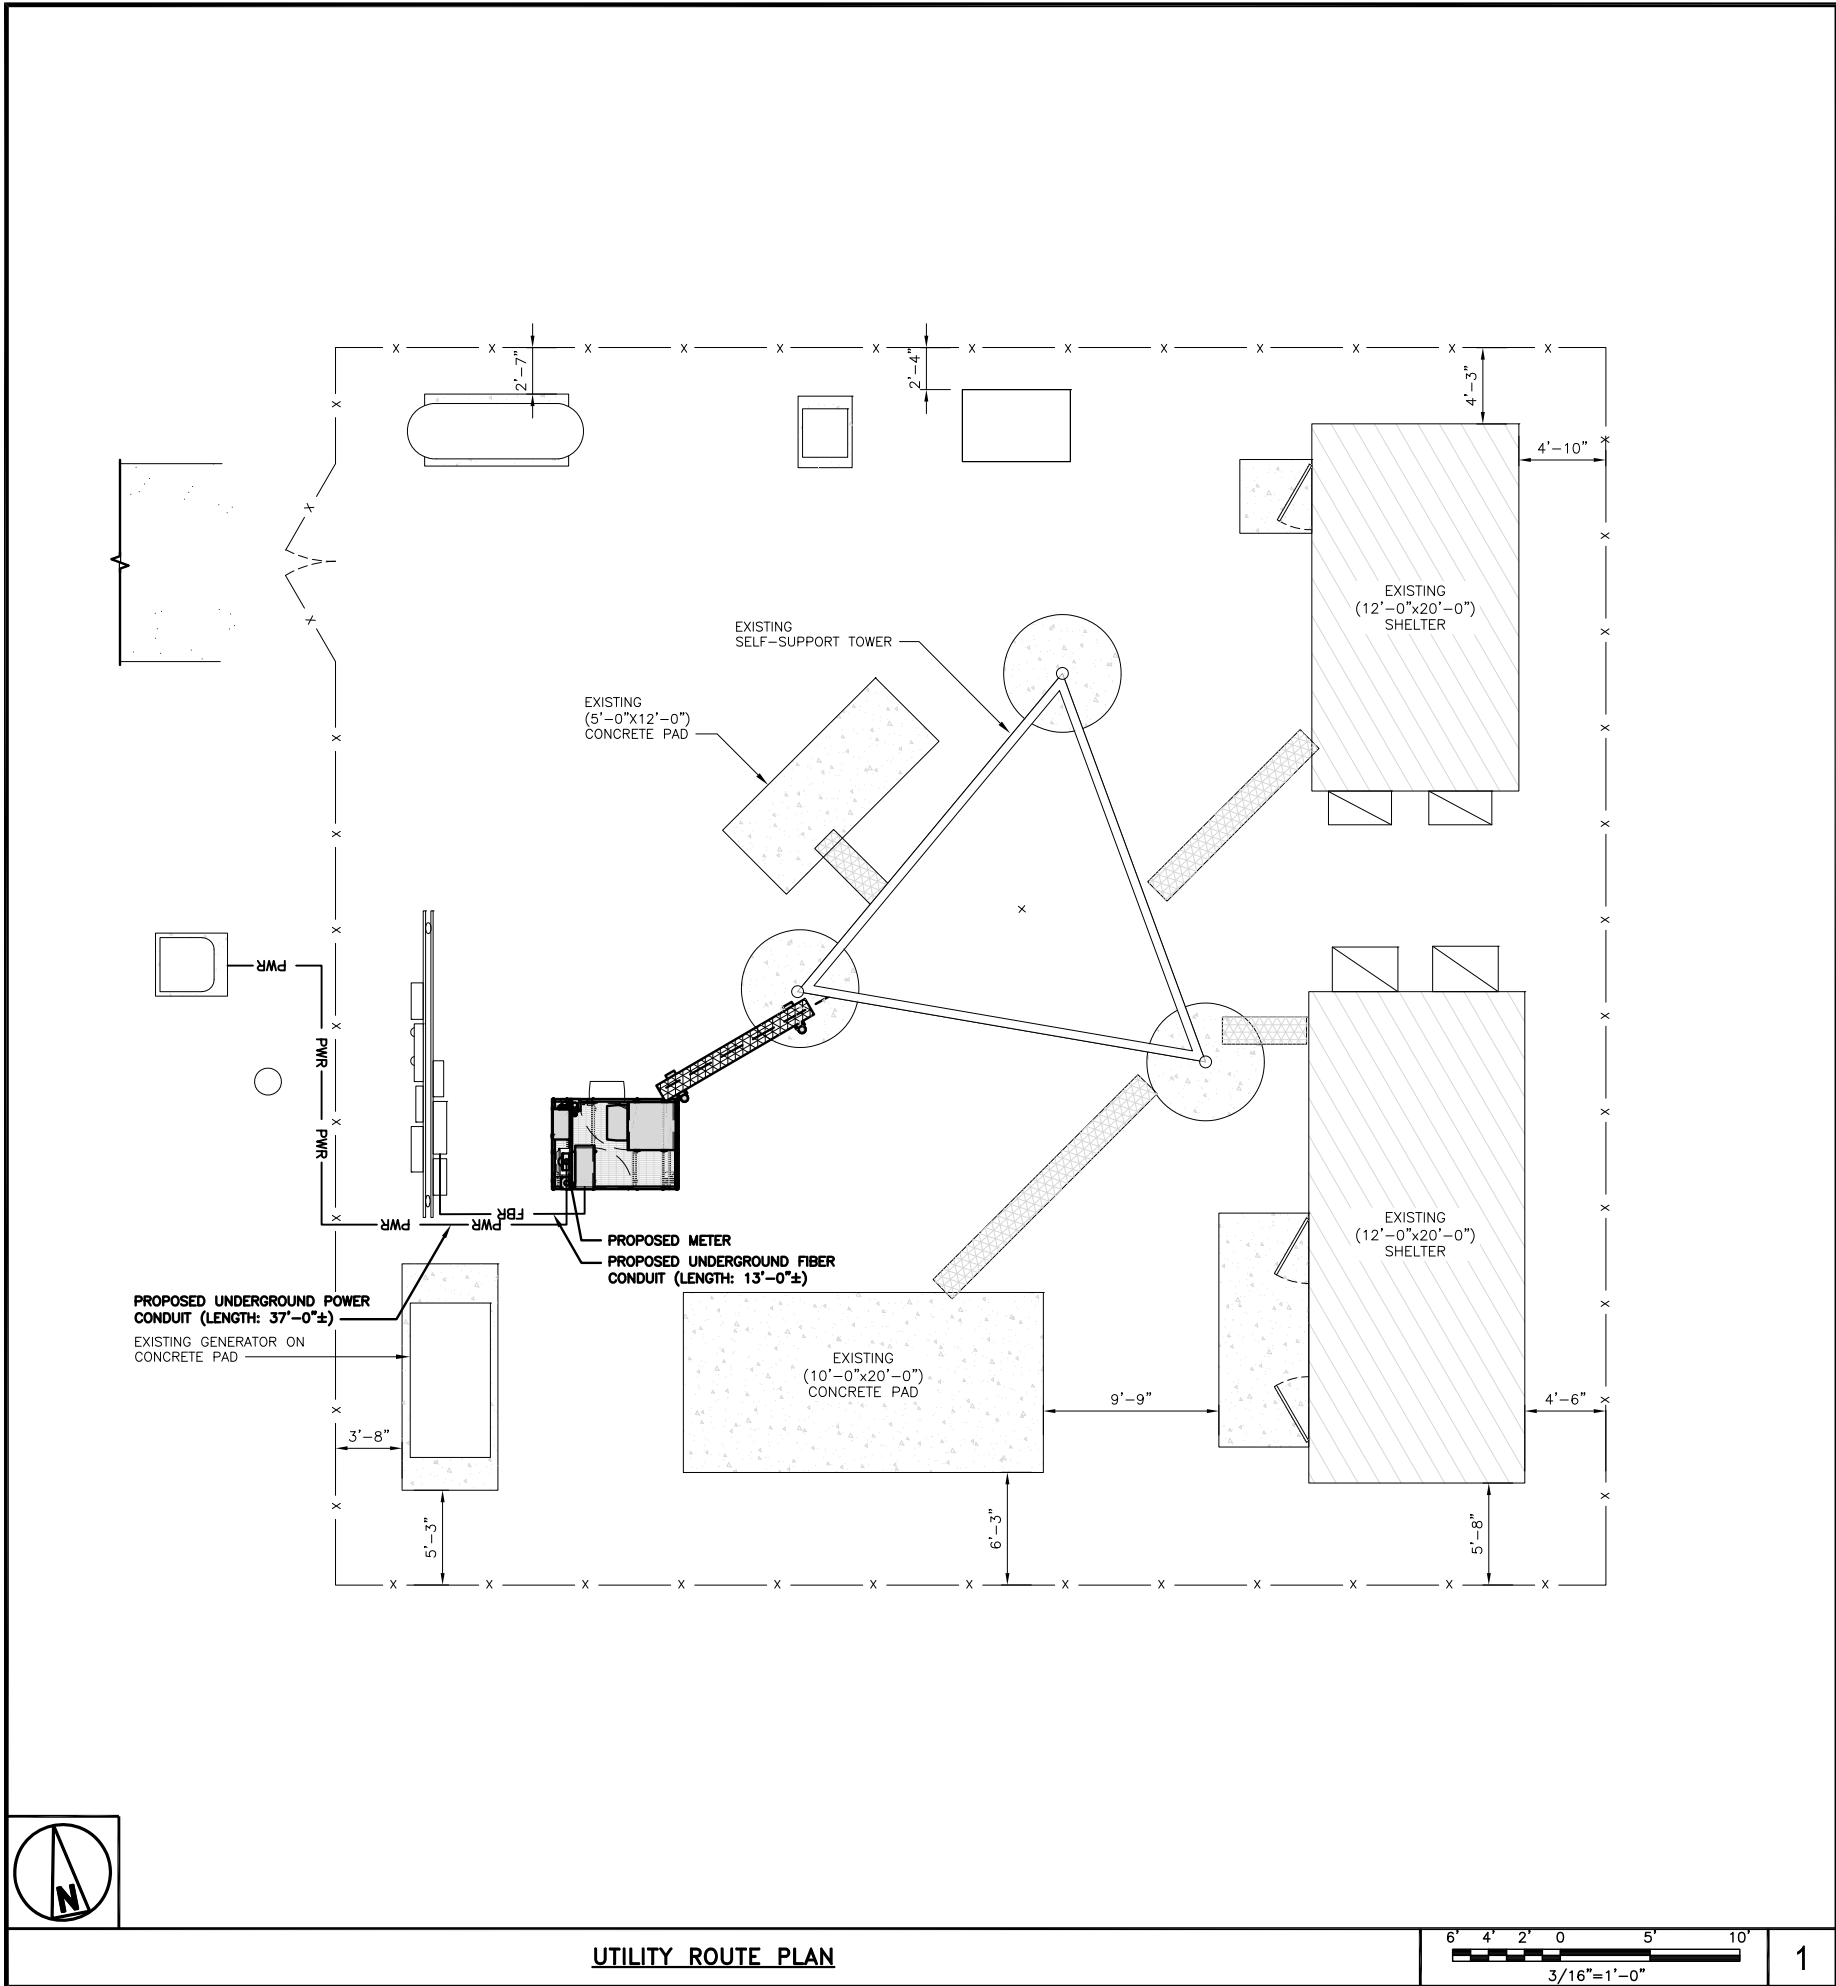 2'-7"
2'-4"
4'-3"
4'-10"
EXISTING
(12'-0"x20'-0")
SHELTER
EXISTING
SELF-SUPPORT TOWER
EXISTING
(5'-0"X12'-0")
CONCRETE PAD
PWR
PWR
PWR
PWR
PWR
FBR
PROPOSED METER
PROPOSED UNDERGROUND FIBER
CONDUIT (LENGTH: 13'-0"±)
EXISTING
(12'-0"x20'-0")
SHELTER
PROPOSED UNDERGROUND POWER
CONDUIT (LENGTH: 37'-0"±)
EXISTING GENERATOR ON
CONCRETE PAD
EXISTING
(10'-0"x20'-0")
CONCRETE PAD
9'-9"
4'-6"
3'-8"
5'-3"
6'-3"
5'-8"
N
UTILITY ROUTE PLAN
6' 4' 2' 0 5' 10'
3/16"=1'-0"
1